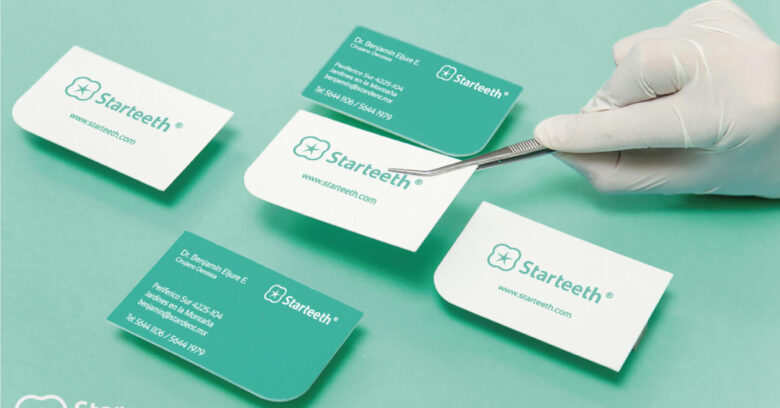 Starteeth®
www.starteeth.com
Dr. Benjamin Eljure E.
Cirujano Dentista
Starteeth®
Periferico Sur 4225-104
Jardines en la Montaña
benjamin@stardent.mx
Tel: 5644 1106 / 5644 1979
Starteeth®
www.starteeth.com
Starteeth®
www.starteeth.com
Dr. Benjamin Eljure E.
Cirujano Dentista
Starteeth®
Periferico Sur 4225-104
Jardines en la Montaña
benjamin@stardent.mx
Tel: 5644 1106 / 5644 1979